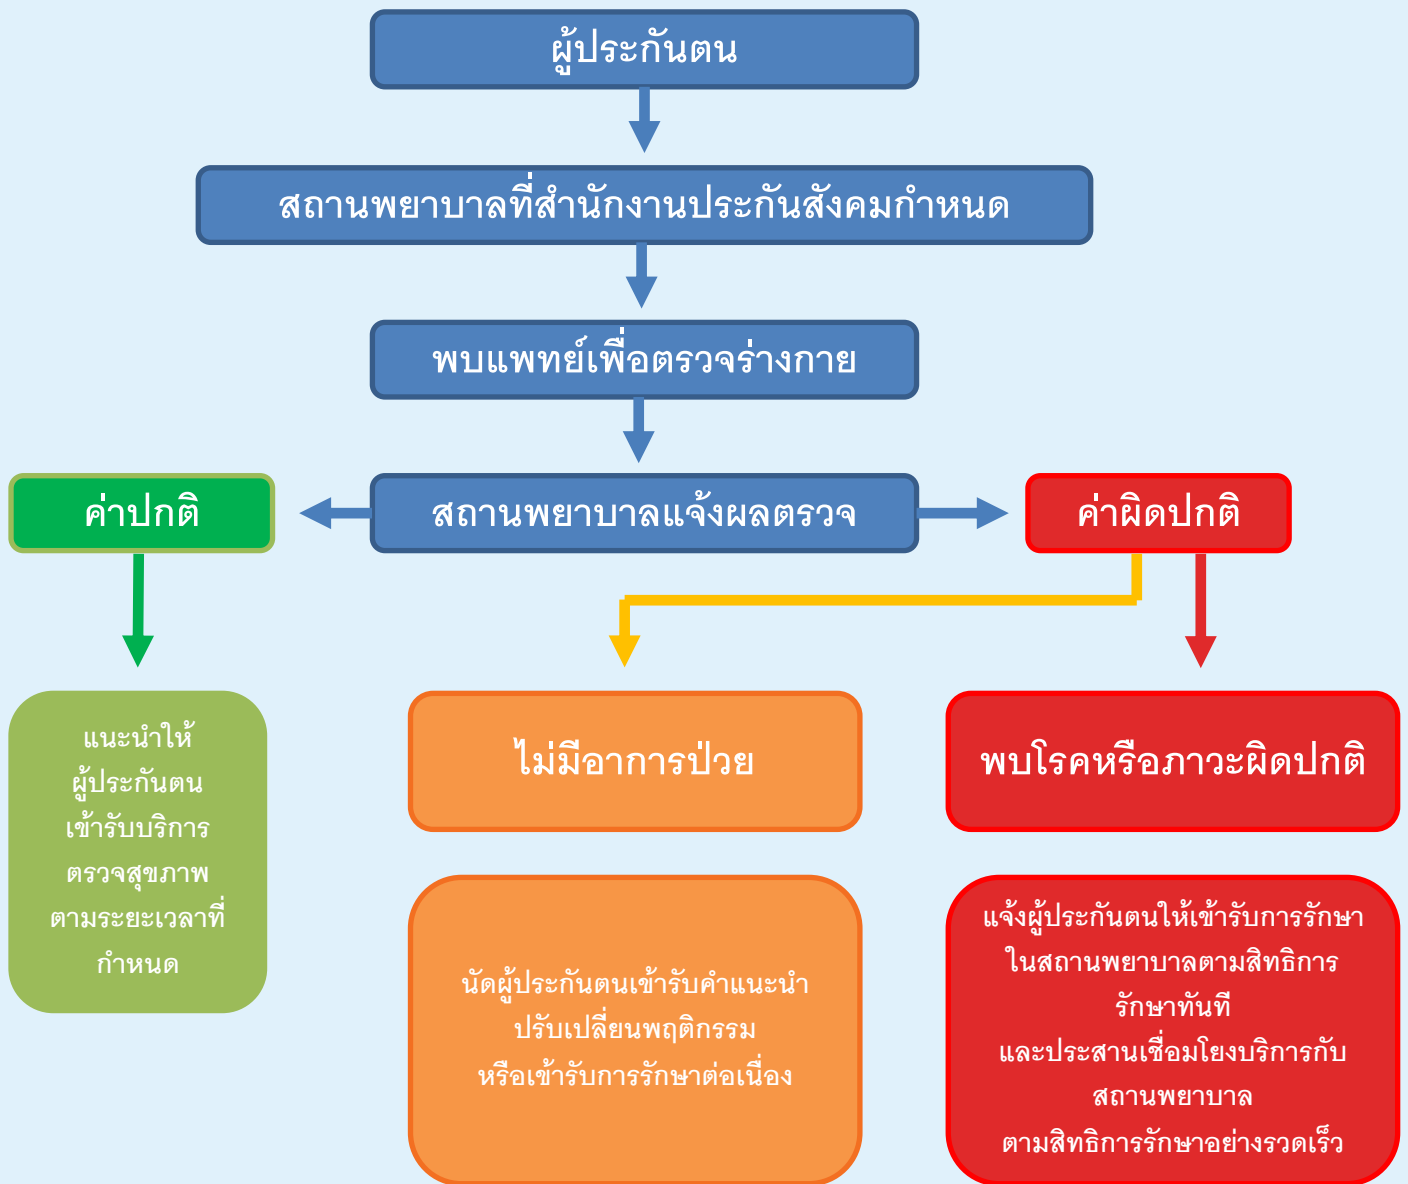 ผู้ประกันตน
สถานพยาบาลที่สำนักงานประกันสังคมกำหนด
พบแพทย์เพื่อตรวจร่างกาย
ค่าปกติ
สถานพยาบาลแจ้งผลตรวจ
ค่าผิดปกติ
แนะนำให้
ผู้ประกันตน
เข้ารับบริการ
ตรวจสุขภาพ
ตามระยะเวลาที่
กำหนด
ไม่มีอาการป่วย
นัดผู้ประกันตนเข้ารับคำแนะนำ
ปรับเปลี่ยนพฤติกรรม
หรือเข้ารับการรักษาต่อเนื่อง
พบโรคหรือภาวะผิดปกติ
แจ้งผู้ประกันตนให้เข้ารับการรักษา
ในสถานพยาบาลตามสิทธิการ
รักษาทันที
และประสานเชื่อมโยงบริการกับ
สถานพยาบาล
ตามสิทธิการรักษาอย่างรวดเร็ว